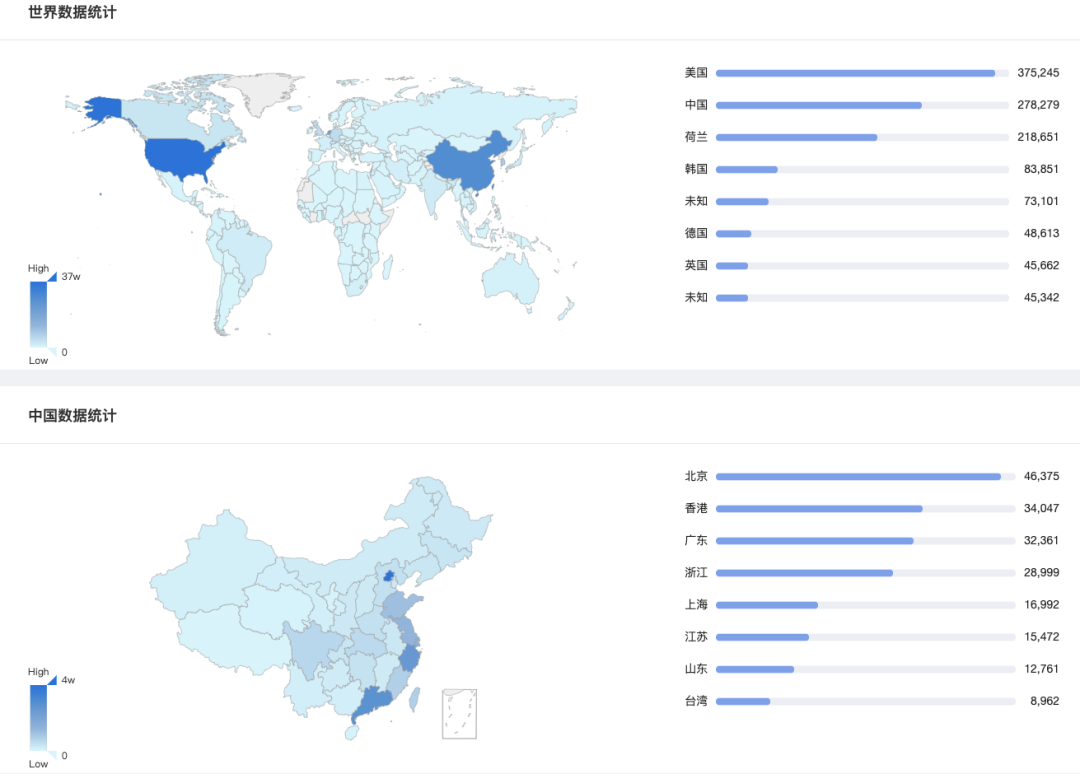 世界数据统计
美国 375,245
中国 278,279
荷兰 218,651
韩国 83,851
未知 73,101
德国 48,613
英国 45,662
未知 45,342
High
37w
0
Low
中国数据统计
北京 46,375
香港 34,047
广东 32,361
浙江 28,999
上海 16,992
江苏 15,472
山东 12,761
台湾 8,962
High
4w
0
Low